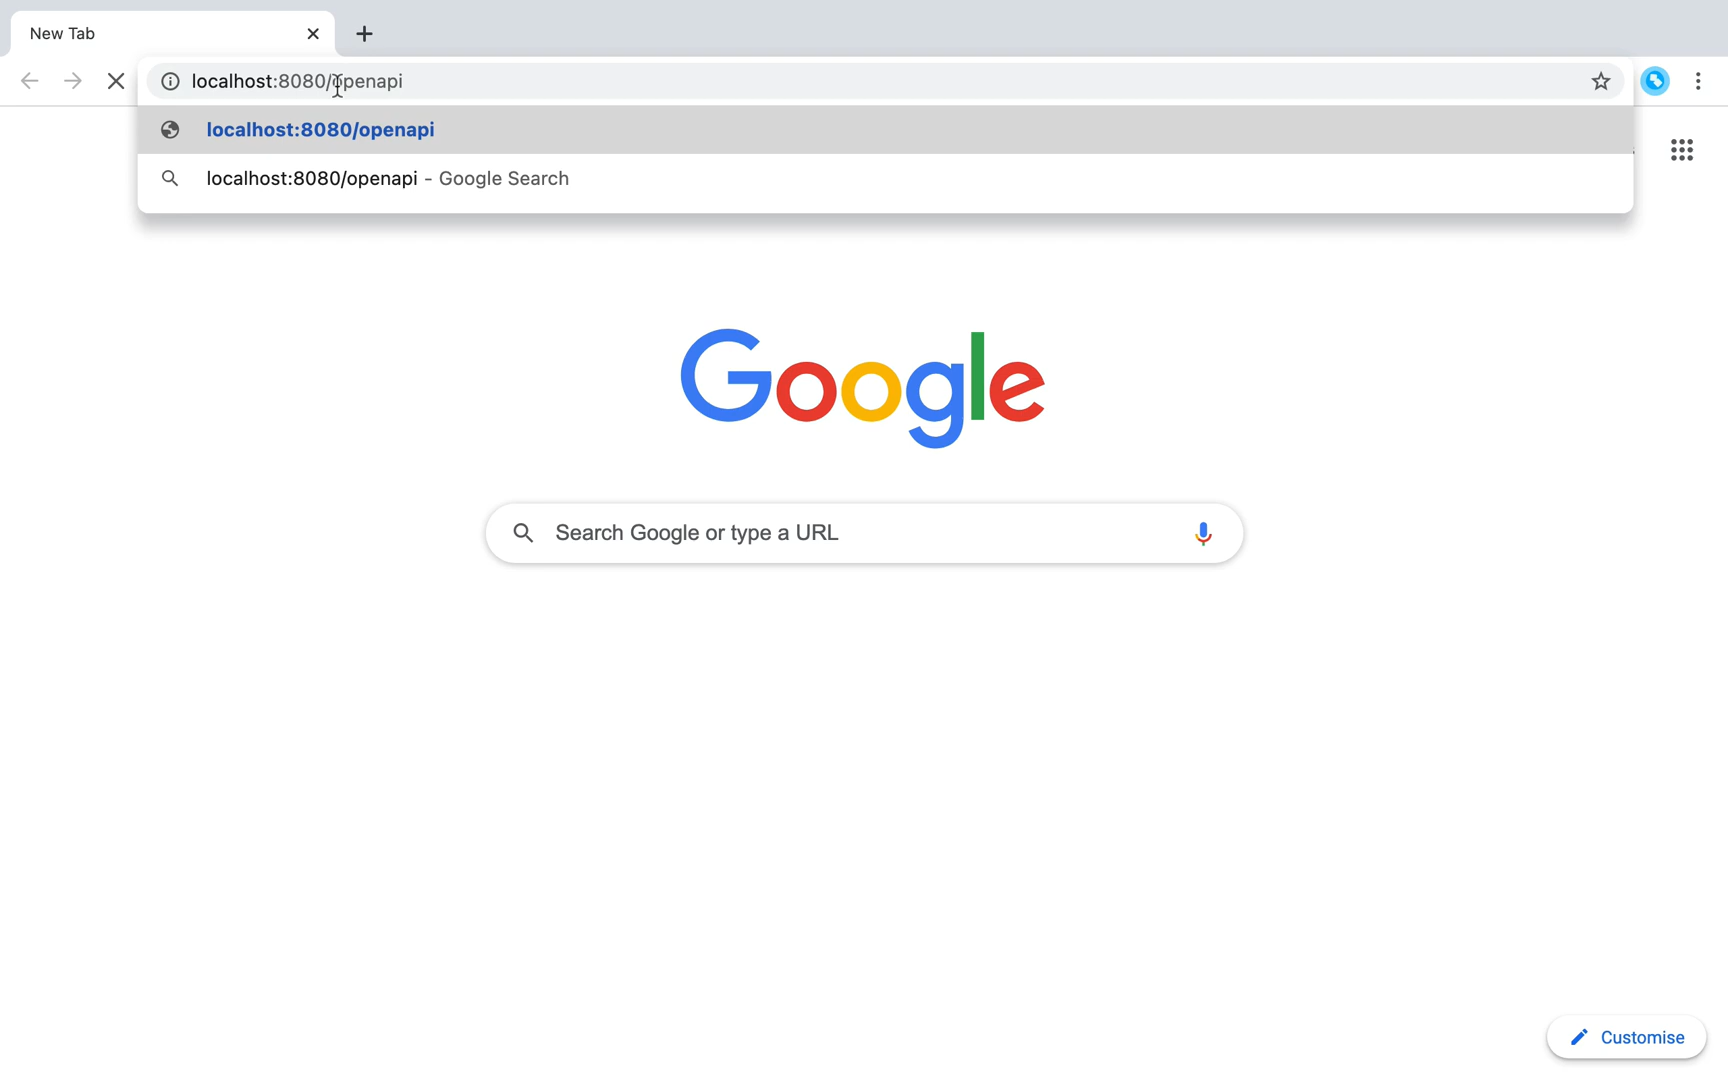 New Tab
localhost:8080/openapi
localhost:8080/openapi
localhost:8080/openapi - Google Search
Google
Search Google or type a URL
Customise